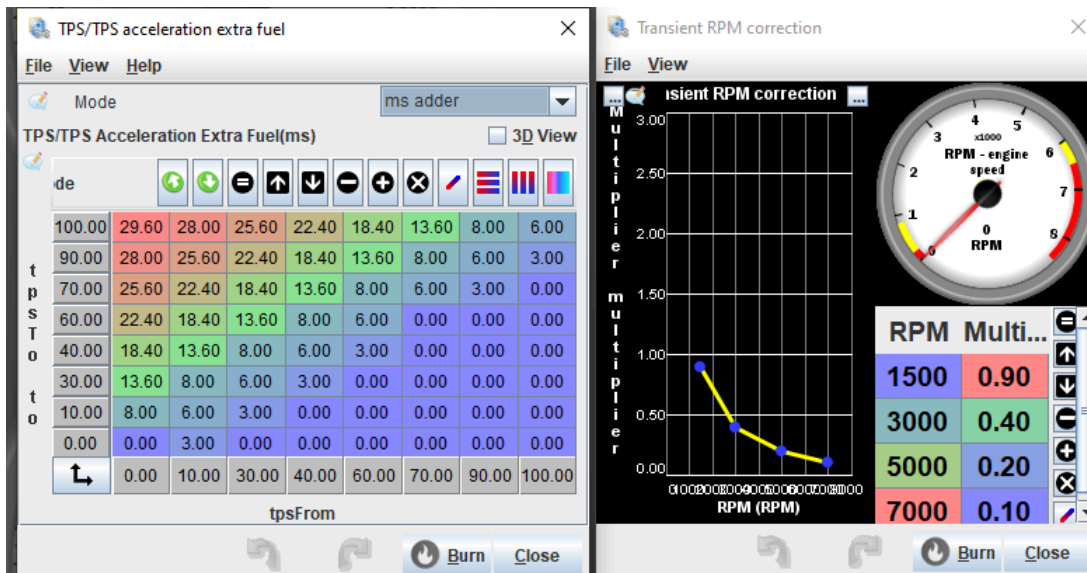 TPS/TPS acceleration extra fuel
File View Help
Mode
ms adder
TPS/TPS Acceleration Extra Fuel(ms)
3D View
de
tpsTo to
100.00 29.60 28.00 25.60 22.40 18.40 13.60 8.00 6.00
90.00 28.00 25.60 22.40 18.40 13.60 8.00 6.00 3.00
70.00 25.60 22.40 18.40 13.60 8.00 6.00 3.00 0.00
60.00 22.40 18.40 13.60 8.00 6.00 0.00 0.00 0.00
40.00 18.40 13.60 8.00 6.00 3.00 0.00 0.00 0.00
30.00 13.60 8.00 6.00 3.00 0.00 0.00 0.00 0.00
10.00 8.00 6.00 3.00 0.00 0.00 0.00 0.00 0.00
0.00 0.00 3.00 0.00 0.00 0.00 0.00 0.00 0.00
0.00 10.00 30.00 40.00 60.00 70.00 90.00 100.00
tpsFrom
Burn Close
Transient RPM correction
File View
... isient RPM correction ...
Multiplier multiplier
3.00
2.50
2.00
1.50
1.00
0.50
0.00
RPM (RPM)
0 1 2 3 4 5 6 7 8
x1000
RPM - engine
speed
0
RPM
RPM Multi...
1500 0.90
3000 0.40
5000 0.20
7000 0.10
Burn Close